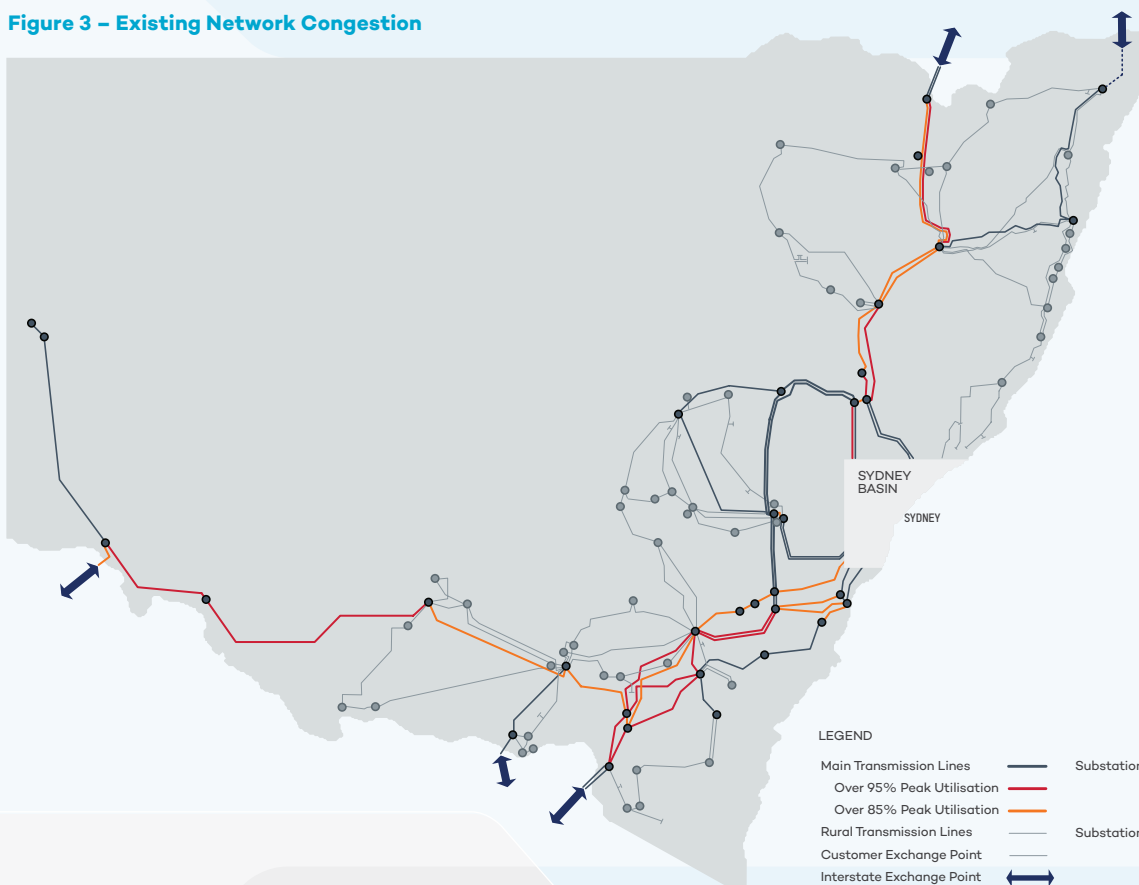 Figure 3 – Existing Network Congestion
SYDNEY
BASIN
SYDNEY
LEGEND
Main Transmission Lines
Over 95% Peak Utilisation
Over 85% Peak Utilisation
Rural Transmission Lines
Customer Exchange Point
Interstate Exchange Point
Substation
Substation